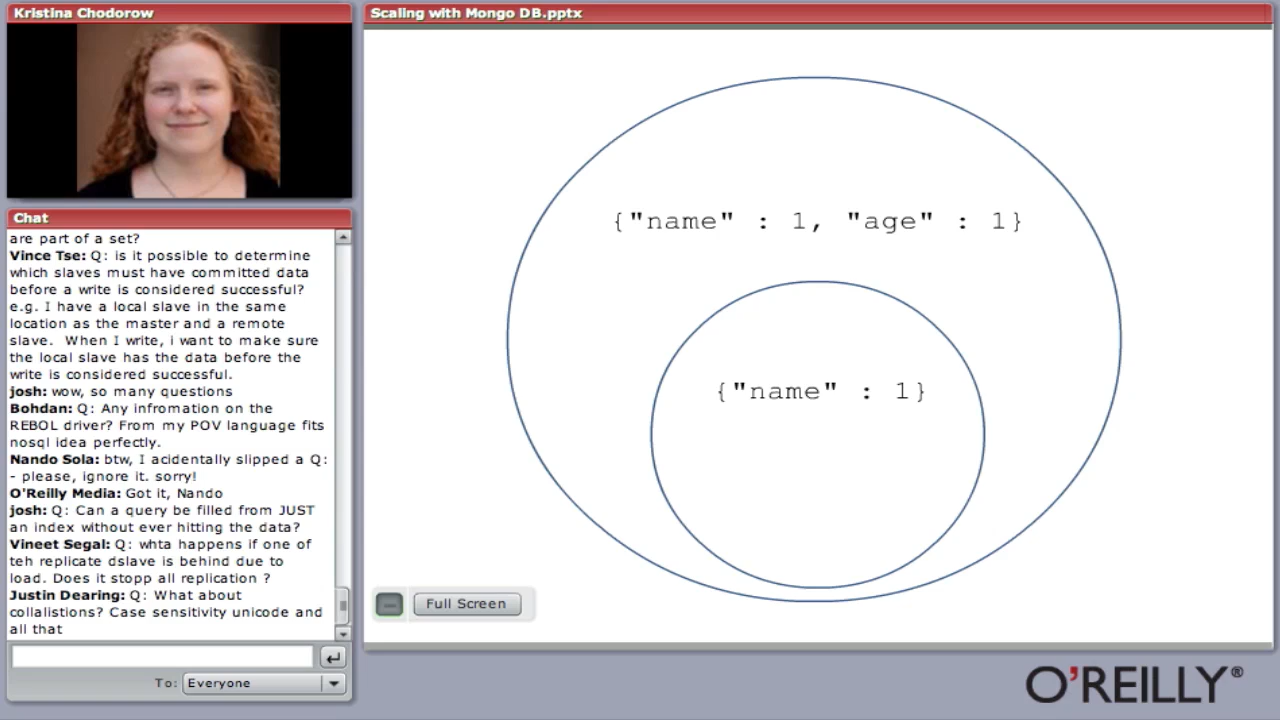 Kristina Chodorow
Scaling with Mongo DB.pptx
{"name" : 1, "age" : 1}
{"name" : 1}
Full Screen
Chat
are part of a set?
Vince Tse: Q: is it possible to determine
which slaves must have committed data
before a write is considered successful?
e.g. I have a local slave in the same
location as the master and a remote
slave.  When I write, i want to make sure
the local slave has the data before the
write is considered successful.
josh: wow, so many questions
Bohdan: Q: Any infromation on the
REBOL driver? From my POV language fits
nosql idea perfectly.
Nando Sola: btw, I acidentally slipped a Q:
- please, ignore it. sorry!
O'Reilly Media: Got it, Nando
josh: Q: Can a query be filled from JUST
an index without ever hitting the data?
Vineet Segal: Q: whta happens if one of
teh replicate dslave is behind due to
load. Does it stopp all replication ?
Justin Dearing: Q: What about
collalistions? Case sensitivity unicode and
all that
To: Everyone
O'REILLY®